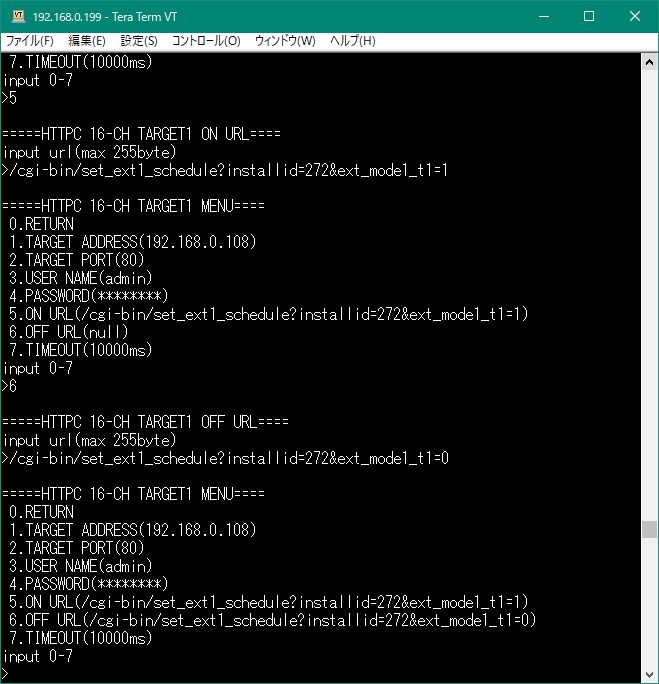 192.168.0.199 - Tera Term VT
ファイル(F) 編集(E) 設定(S) コントロール(O) ウィンドウ(W) ヘルプ(H)
7.TIMEOUT(10000ms)
input 0-7
>5
=====HTTPC 16-CH TARGET1 ON URL====
input url(max 255byte)
>/cgi-bin/set_ext1_schedule?installid=272&ext_mode1_t1=1
=====HTTPC 16-CH TARGET1 MENU====
0.RETURN
1.TARGET ADDRESS(192.168.0.108)
2.TARGET PORT(80)
3.USER NAME(admin)
4.PASSWORD(********)
5.ON URL(/cgi-bin/set_ext1_schedule?installid=272&ext_mode1_t1=1)
6.OFF URL(null)
7.TIMEOUT(10000ms)
input 0-7
>6
=====HTTPC 16-CH TARGET1 OFF URL====
input url(max 255byte)
>/cgi-bin/set_ext1_schedule?installid=272&ext_mode1_t1=0
=====HTTPC 16-CH TARGET1 MENU====
0.RETURN
1.TARGET ADDRESS(192.168.0.108)
2.TARGET PORT(80)
3.USER NAME(admin)
4.PASSWORD(********)
5.ON URL(/cgi-bin/set_ext1_schedule?installid=272&ext_mode1_t1=1)
6.OFF URL(/cgi-bin/set_ext1_schedule?installid=272&ext_mode1_t1=0)
7.TIMEOUT(10000ms)
input 0-7
>